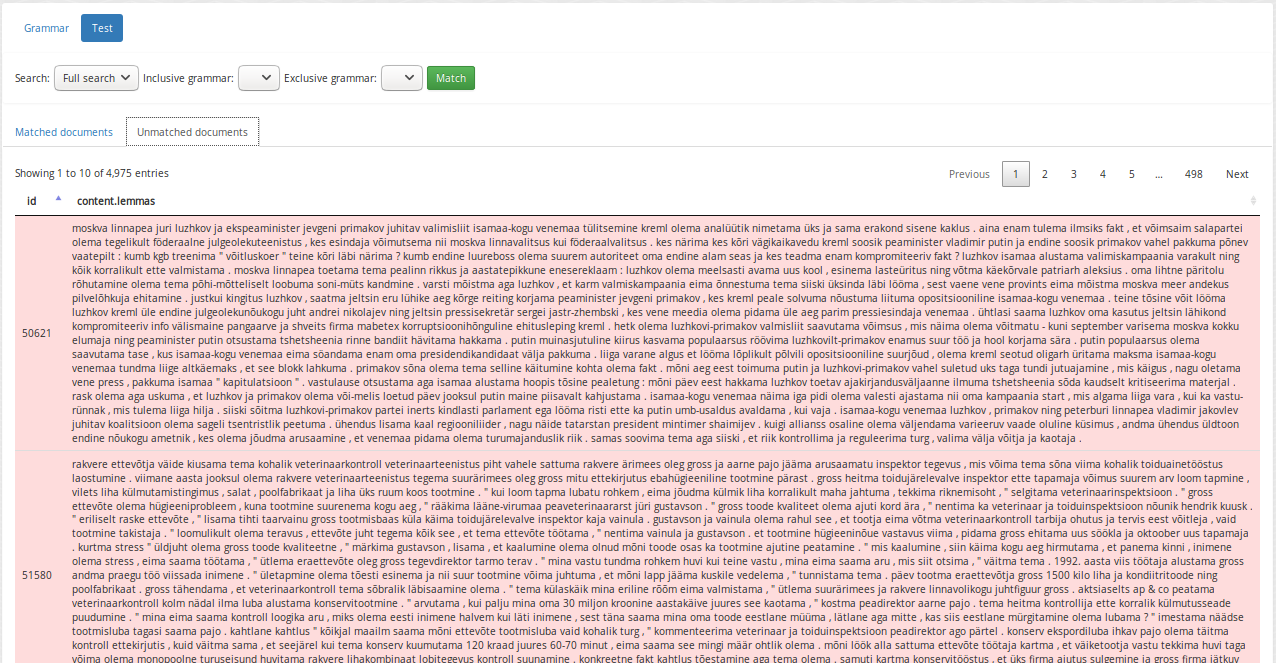 Grammar Test
Search: Full search Inclusive grammar: Exclusive grammar: Match
Matched documents Unmatched documents
Showing 1 to 10 of 4,975 entries Previous 1 2 3 4 5 ... 498 Next
id content.lemmas
moskva linnapea juri luzhkov ja ekspeaminister jevgeni primakov juhitav valimisliit isamaa-kogu venemaa tülitsemine kreml olema analüütik nimetama üks ja sama erakond sisene kaklus . aina enam tulema ilmsiks fakt , et võimsaim salapartei
olema tegelikult föderaalne julgeolekuteenistus , kes esindaja võimutsema nii moskva linnavalitsus kui föderaalvalitsus . kes närima kes kõri vägikaikavedu kreml soosik peaminister vladimir putin ja endine soosik primakov vahel pakkuma põnev
vaatepilt : kumb kgb treenima " võitluskoer " teine kõri läbi närima ? kumb endine luureboss olema suurem autoriteet oma endine alam seas ja kes teadma enam kompromiteeriv fakt ? luzhkov isamaa alustama valimiskampaania varakult ning
kõik korralikult ette valmistama . moskva linnapea toetama tema pealinn rikkus ja aastatepikkune enesereklaam : luzhkov olema meelsasti avama uus kool , esinema lasteüritus ning võtma käekõrvale patriarh aleksius . oma lihtne päritolu
rõhutamine olema kandma tema põhi-mõtteliselt loobuma soni-müts kandmine . varsti mõistma aga luzhkov , et karm valimiskampaania eima õnnestuma tema siiski üksinda läbi lööma , sest vaene vene provints eima mõistma moskva meer andekus
pilvelõhkuja ehitamine . justkui kingitus luzhkov , saatma jeltsin eru lühike aeg kõrge reiting korjama peaminister jevgeni primakov , kes kreml peale solvuma nõustuma liituma opositsiooniline isamaa-kogu venemaa . teine tõsine võit lööma
luzhkov kreml üle endine julgeolekunõukogu juht andrei nikolajev ning jeltsin pressisekretär sergei jastr-zhembski , kes vene meedia olema pidama üle aeg parim pressiesindaja venemaa . ühtlasi saama luzhkov oma kasutus jeltsin lähikond
kompromiteeriv info välismaine pangaarve ja shveits firma mabetex korruptsioonihõnguline ehitusleping kreml . hetk olema luzhkovi-primakov valmisliit saavutama võimsus , mis näima olema võitmatu - kuni september varisema moskva kokku
elumaja ning peaminister putin otsustama tshetsheenia rinne bandiit hävitama hakkama . putin muinasjutuline kiirus kasvama populaarsus röövima luzhkovilt-primakov enamus suur töö ja hool korjama sära . putin populaarsus olema
saavutama tase , kus isamaa-kogu venemaa eima söandama enam oma presidendikandidaat välja pakkuma . liiga varane algus et lööma lõplikult põlvili opositsiooniline suurjõud , olema kreml seotud oligarh üritama maksma isamaa-kogu
venemaa tundma liige altkäemaks , et see blokk lahkuma . primakov sõna olema tema selline käitumine kohta olema fakt . mõni aeg eest toimuma putin ja luzhkovi-primakov vahel suletud uks taga tundi jutuajamine , mis käigus , nagu oletama
vene press , pakkuma isamaa " kapitulatsioon " . vastulause otsustama aga isamaa alustama hoopis tõsine pealetung : mõni päev eest hakkama luzhkov toetav ajakirjandusväljaanne ilmuma tshetsheenia sõda kaudselt kritiseerima materjal .
rask olema aga uskuma , et luzhkov ja primakov olema või-melis loetud päev jooksul putin maine piisavalt kahjustama . isamaa-kogu venemaa näima iga pidi olema valesti ajastama nii oma kampaania start , mis algama liiga vara , kui ka vastu-
rünnak , mis tulema liiga hilja . siiski sõitma luzhkovi-primakov partei inerts kindlasti parlament ega lööma risti ette ka putin umb-usaldus avaldama , kui vaja . isamaa-kogu venemaa luzhkov , primakov ning peterburi linnapea vladimir jakovlev
juhitav koalitsioon olema sageli tsentristlik peetuma . ühendus lisama kaal regiooniliider , nagu näide tatarstan president mintimer shaimijev . kuigi allianss osaline olema väljendama varieeruv vaade oluline küsimus , andma ühendus üldtoon
endine nõukogu ametnik , kes olema jõudma arusaamine , et venemaa pidama olema turumajanduslik riik . samas soovima tema aga siiski , et riik kontrollima ja reguleerima turg , valima välja võitja ja kaotaja .
50621
rakvere ettevõtja väide kiusama tema kohalik veterinaarkontroll veterinaarteenistus piht vahele sattuma rakvere ärimees oleg gross ja aarne pajo jääma arusaamatu inspektor tegevus , mis võima tema sõna viima kohalik toiduainetööstus
laostumine . viimane aasta jooksul olema rakvere veterinaarteenistus tegema suurärimees oleg gross mitu ettekirjutus ebahügieeniline tootmine pärast . gross heitma toidujärelevalve inspektor ette tapamaja võimus suurem arv loom tapmine ,
vilets liha külmutamistingimus , salat , poolfabrikaat ja liha üks ruum koos tootmine . " kui loom tapma lubatu rohkem , eima jõudma külmik liha korralikult maha jahtuma , tekkima riknemisoht , " selgitama veterinaarinspektsioon . " gross
ettevõte olema hügieeniprobleem , kuna tootmine suurenema kogu aeg , " rääkima lääne-virumaa peaveterinaararst jüri gustavson . " gross toode kvaliteet olema ajuti kord ära , " nentima ka veterinaar ja toiduinspektsioon nõunik hendrik kuusk .
" eriliselt raske ettevõte , " lisama tihti taarvainu gross tootmisbaas küla käima toidujärelevalve inspektor kaja vainula . gustavson ja vainula olema rahul see , et tootja eima võtma veterinaarkontroll tarbija ohutus ja tervis eest võitleja , vaid
tootmine takistaja . " loomulikult olema teravus , ettevõte juht tegema kõik see , et tema ettevõte töötama , " nentima vainula ja gustavson . et tootmine hügieeninõue vastavus viima , pidama gross ehitama uus söökla ja oktoober uus tapamaja
. kurtma stress " üldjuht olema gross toode kvaliteetne , " märkima gustavson , lisama , et kaalumine olema olnud mõni toode osas ka tootmine ajutine peatamine . " mis kaalumine , siin käima kogu aeg hirmutama , et panema kinni , inimene
olema stress , eima saama töötama , " ütlema eraettevõte oleg gross tegevdirektor tarmo terav . " mina vastu tundma rohkem huvi kui teine vastu , mina eima saama aru , mis siit otsima , " väitma tema . 1992. aasta viis töötaja alustama gross
andma praegu töö viissada inimene . " ületapmine olema tõesti esinema ja nii suur tootmine võima juhtuma , et mõni lapp jääma kuskile vedelema , " tunnistama tema . päev tootma eraettevõtja gross 1500 kilo liha ja kondiitritoode ning
poolfabrikaat . gross tähendama , et veterinaarkontroll tema sõbralik läbisaamine olema . " tema külaskäik mina eriline rõõm eima valmistama , " ütlema suurärimees ja rakvere linnavolikogu juhtfiguur gross . aktsiaselts ap & co peatama
veterinaarkontroll kolm nädal ilma luba alustama konservitootmine . " arvutama , kui palju mina oma 30 miljon kroonine aastakäive juures see kaotama , " kostma peadirektor aarne pajo . tema heitma kontrollija ette korralik külmutusseade
puudumine . " mina eima saama kontroll loogika aru , miks olema eesti inimene halvem kui läti inimene , sest täna saama mina oma toode eestlane müüma , lätlane aga mitte , kas siis eestlane mürgitamine olema lubama ? " imestama näädse
tootmisluba tagasi saama pajo . kahtlane kahtlus " kõikjal maailm saama mõni ettevõte tootmisluba vaid kohalik turg , " kommenteerima veterinaar ja toiduinspektsioon peadirektor ago pärtel . konserv ekspordiluba ihkav pajo olema täitma
kontroll ettekirjutis , kuid väitma sama , et seejärel kui tema konserv kuumutama 120 kraad juures 60-70 minut , eima saama see mingi määr ohtlik olema . mõni löök alla sattuma ettevõte töötaja kartma , et väiketootja vastu tekkima huvi taga
võima olema monopoolne turuseisund huvitama rakvere lihakombinaat lobitegevus kontroll suunamine . konkreetne fakt kahtlus tõestamine aga tema olema . samuti kartma konservitööstus , et üks firma ajutus sulgemine ja gross firma jätkuv
51580